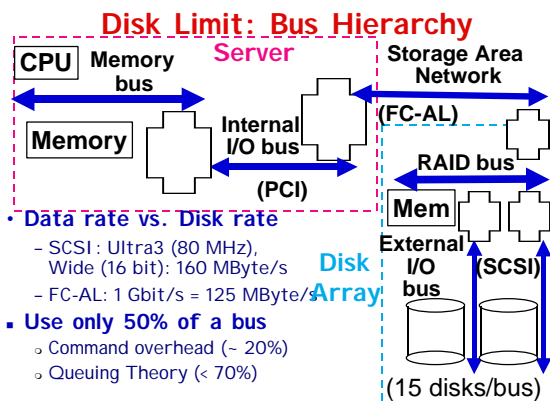 Disk Limit: Bus Hierarchy
Server
CPU
Memory
bus
Storage Area
Network
Memory
Internal
I/O bus
(PCI)
(FC-AL)
RAID bus
Mem
External
I/O
bus
(SCSI)
Disk
Array
(15 disks/bus)
• Data rate vs. Disk rate
– SCSI: Ultra3 (80 MHz),
Wide (16 bit): 160 MByte/s
– FC-AL: 1 Gbit/s = 125 MByte/s
▪ Use only 50% of a bus
○ Command overhead (~ 20%)
○ Queuing Theory (< 70%)